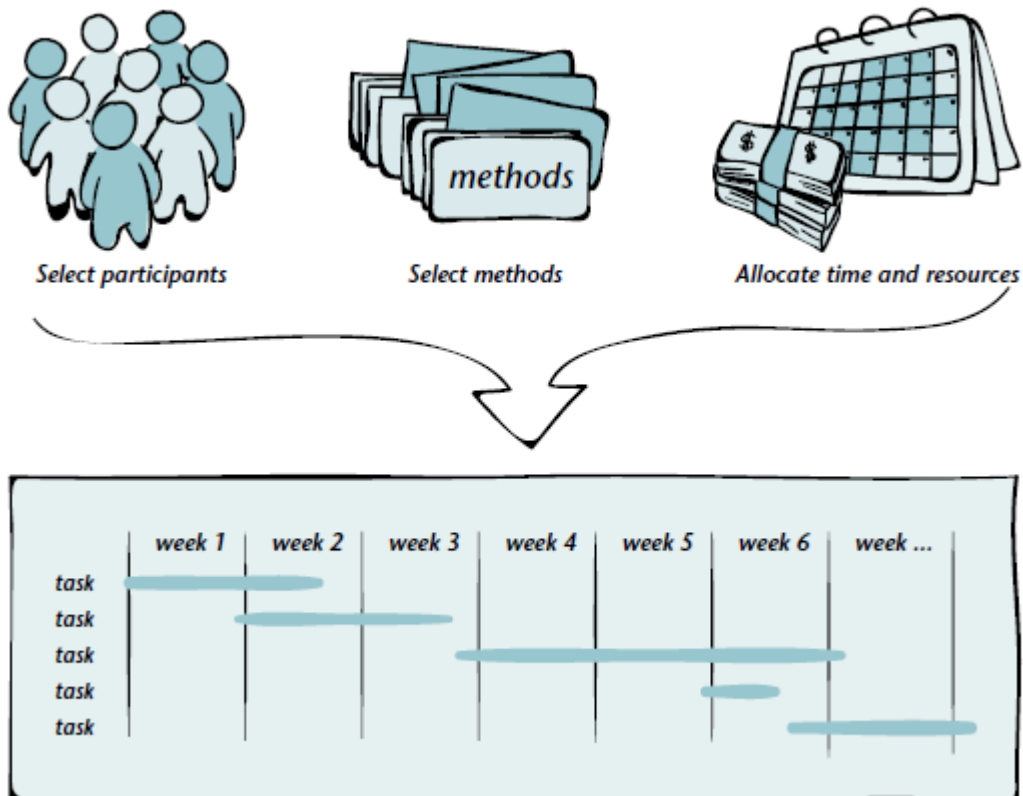 methods
$ $
Select participants
Select methods
Allocate time and resources
week 1 week 2 week 3 week 4 week 5 week 6 week ...
task
task
task
task
task